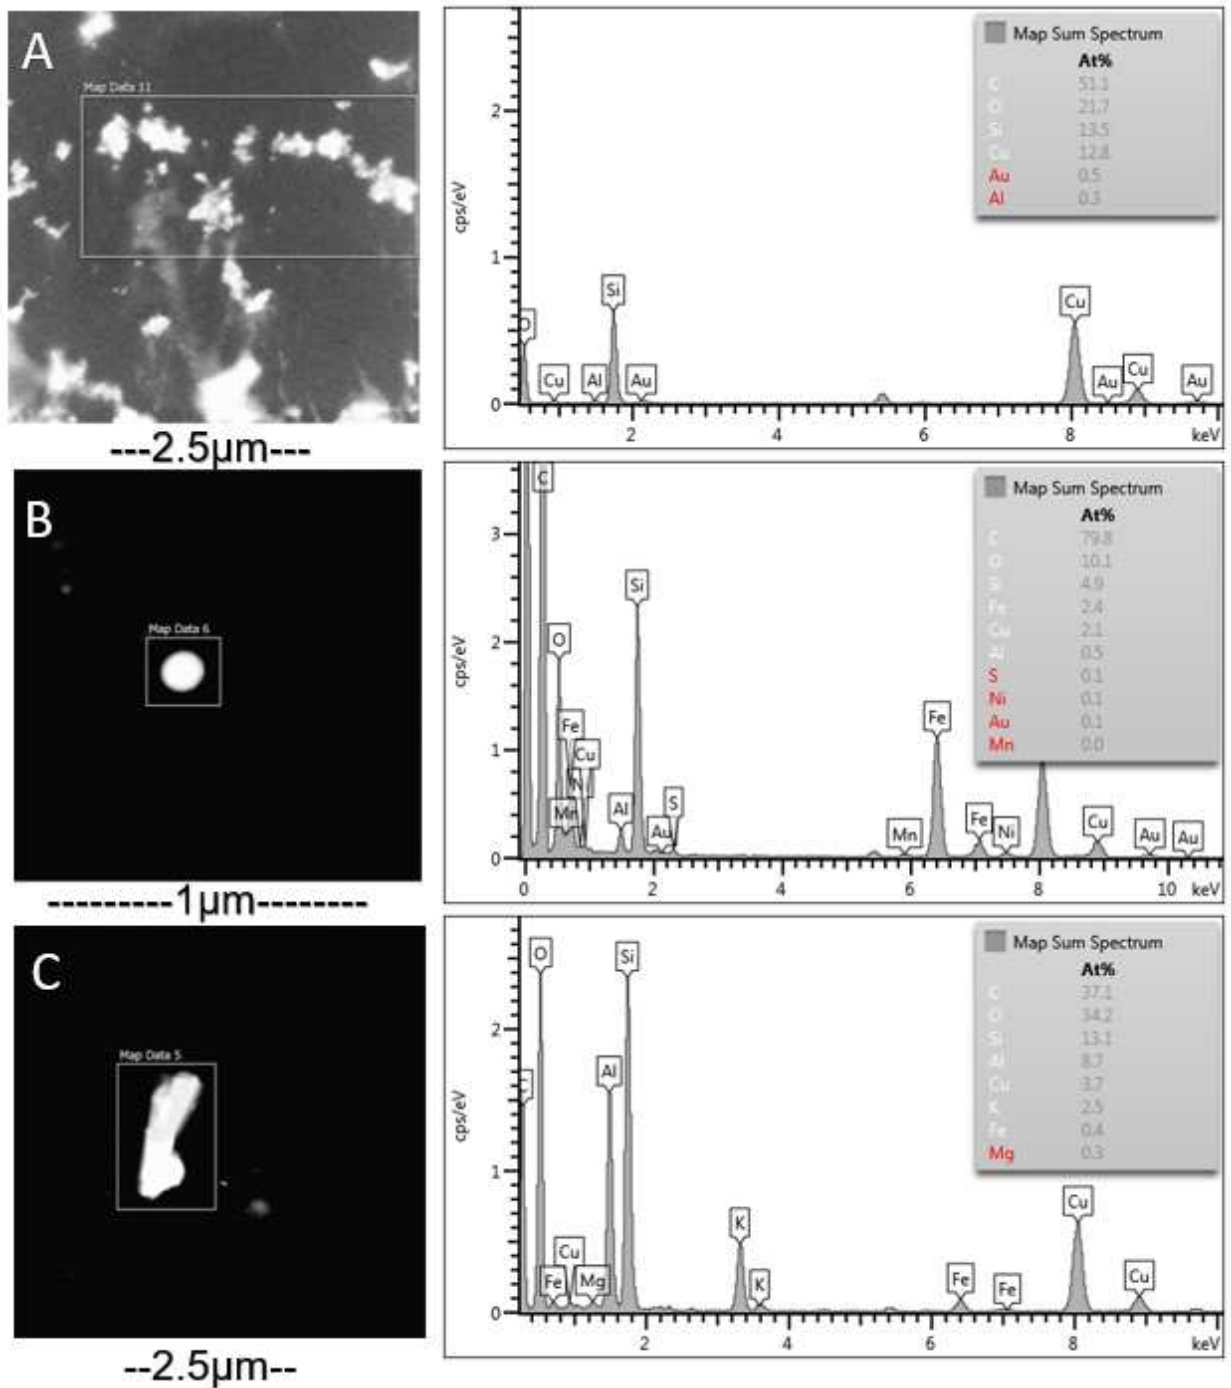 A
Map Data 11
---2.5µm---
cps/eV
2
1
0
O
Cu
Al
Si
Au
Cu
Au
Cu
Au
2
4
6
8
keV
Map Sum Spectrum
At%
C 51.1
O 21.7
Si 13.5
Cu 12.8
Au 0.5
Al 0.3
B
Map Data 6
---------1µm--------
cps/eV
3
2
1
0
C
O
Fe
Cu
Mn
Al
Si
Au
S
Mn
Fe
Fe
Ni
Cu
Au
Au
0
2
4
6
8
10
keV
Map Sum Spectrum
At%
C 79.8
O 10.1
Si 4.9
Fe 2.4
Cu 2.1
Al 0.5
S 0.1
Ni 0.1
Au 0.1
Mn 0.0
C
Map Data 5
--2.5µm--
cps/eV
2
1
0
C
O
Fe
Cu
Mg
Al
Si
K
K
Fe
Fe
Cu
Cu
2
4
6
8
keV
Map Sum Spectrum
At%
C 37.1
O 34.2
Si 13.1
Al 8.7
Cu 3.7
K 2.5
Fe 0.4
Mg 0.3